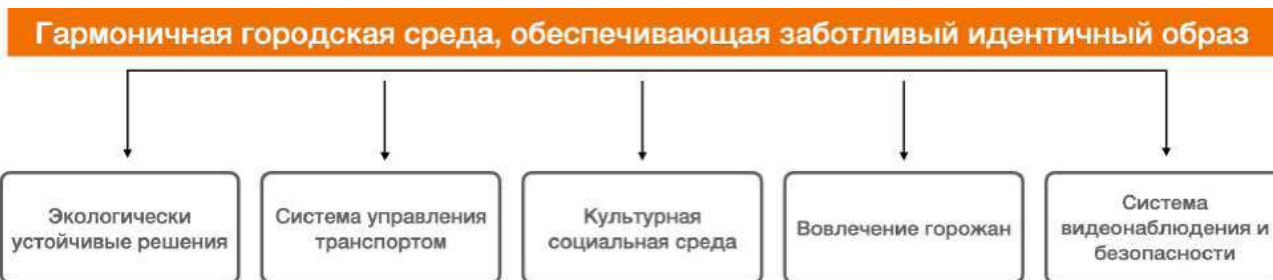 Гармоничная городская среда, обеспечивающая заботливый идентичный образ
Экологически
устойчивые решения
Система управления
транспортом
Культурная
социальная среда
Вовлечение горожан
Система
видеонаблюдения и
безопасности